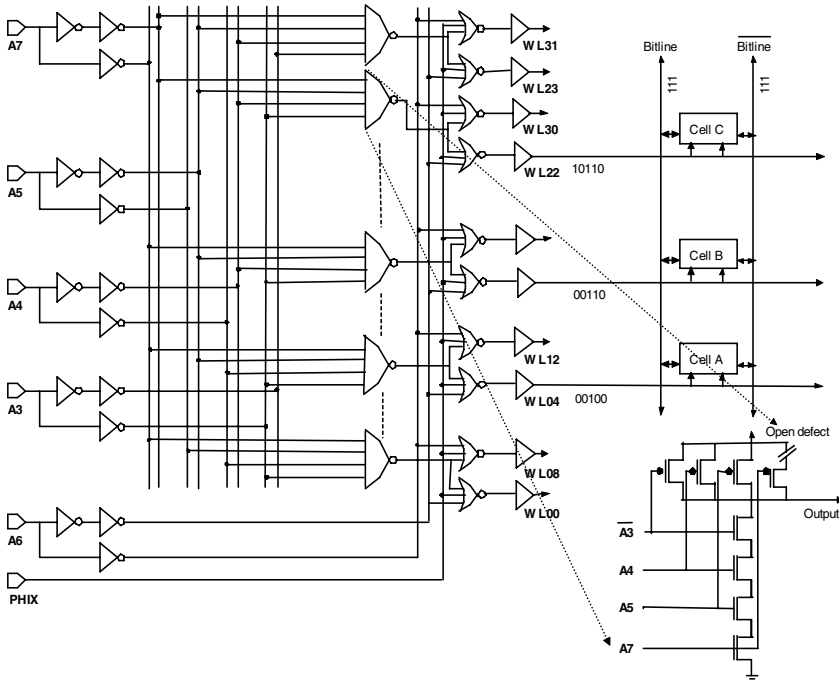 A7
A5
A4
A3
A6
PHIX
WL31
WL23
WL30
WL22
WL12
WL04
WL08
WL00
10110
00110
00100
Bitline
Bitline
111
111
Cell C
Cell B
Cell A
Open defect
Output
A3
A4
A5
A7